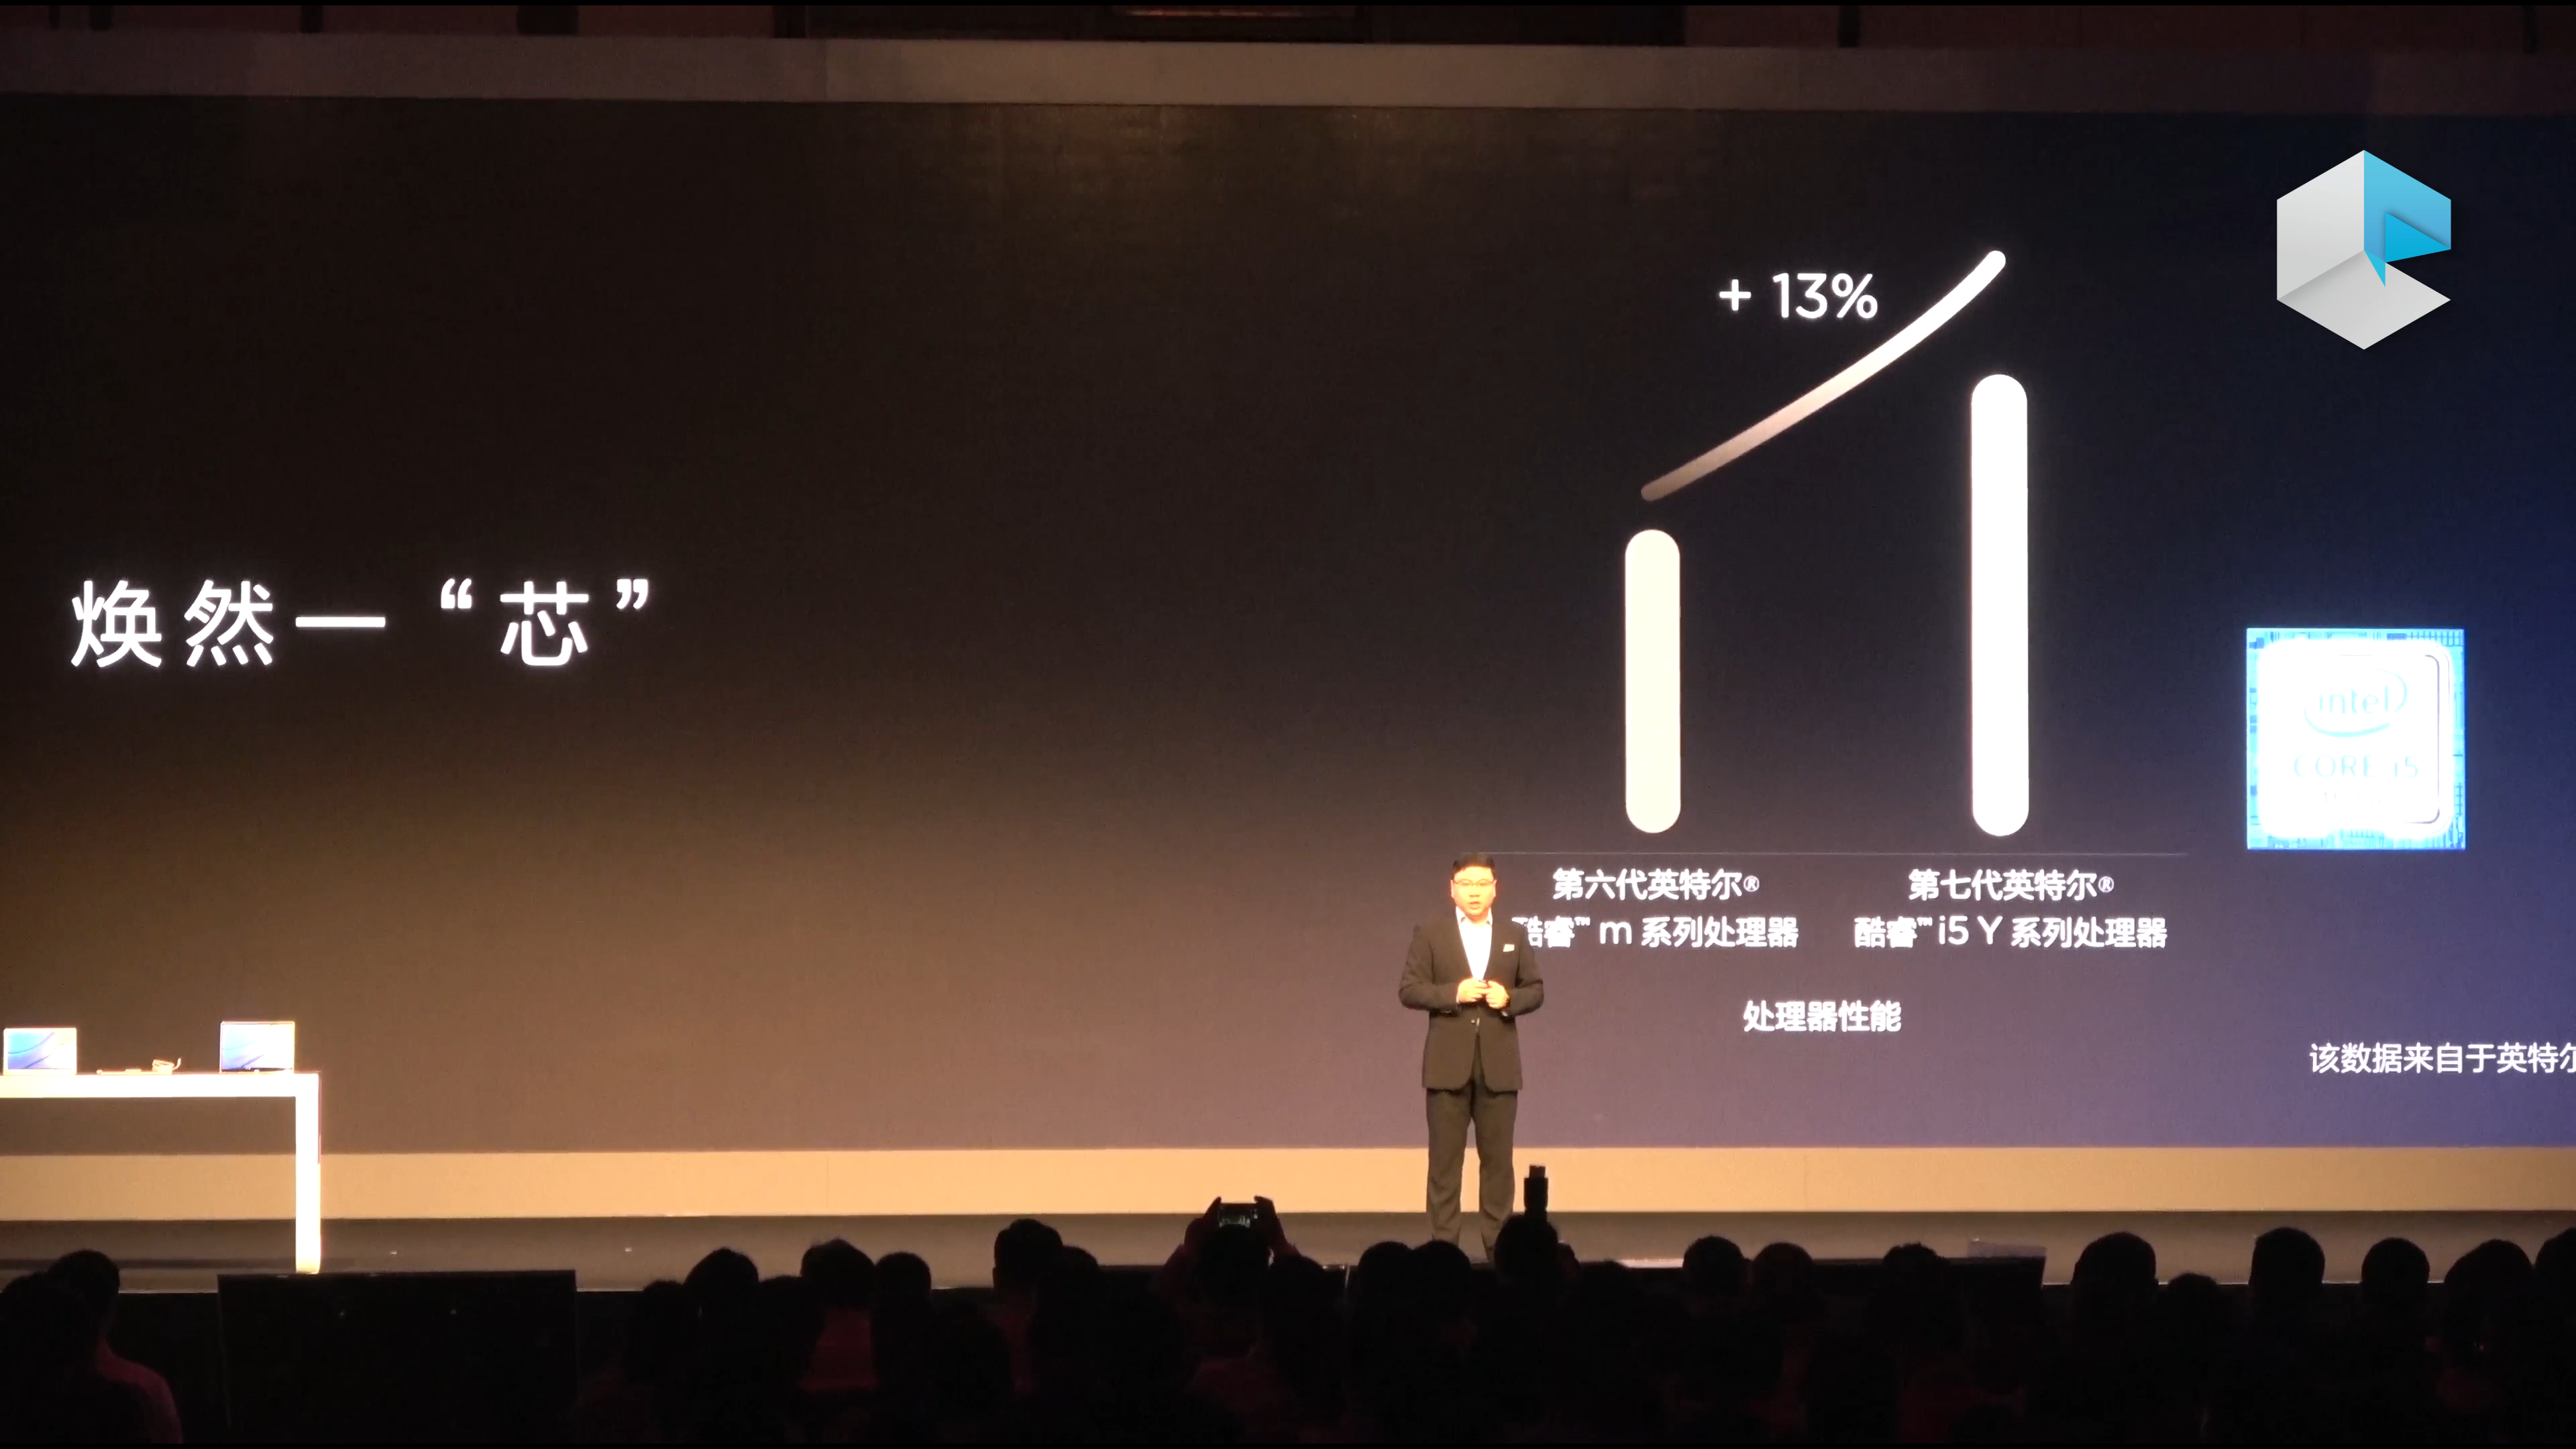 焕然一“芯”
+ 13%
第六代英特尔®
酷睿™ m 系列处理器
第七代英特尔®
酷睿™ i5 Y 系列处理器
处理器性能
intel
CORE i5
该数据来自于英特尔